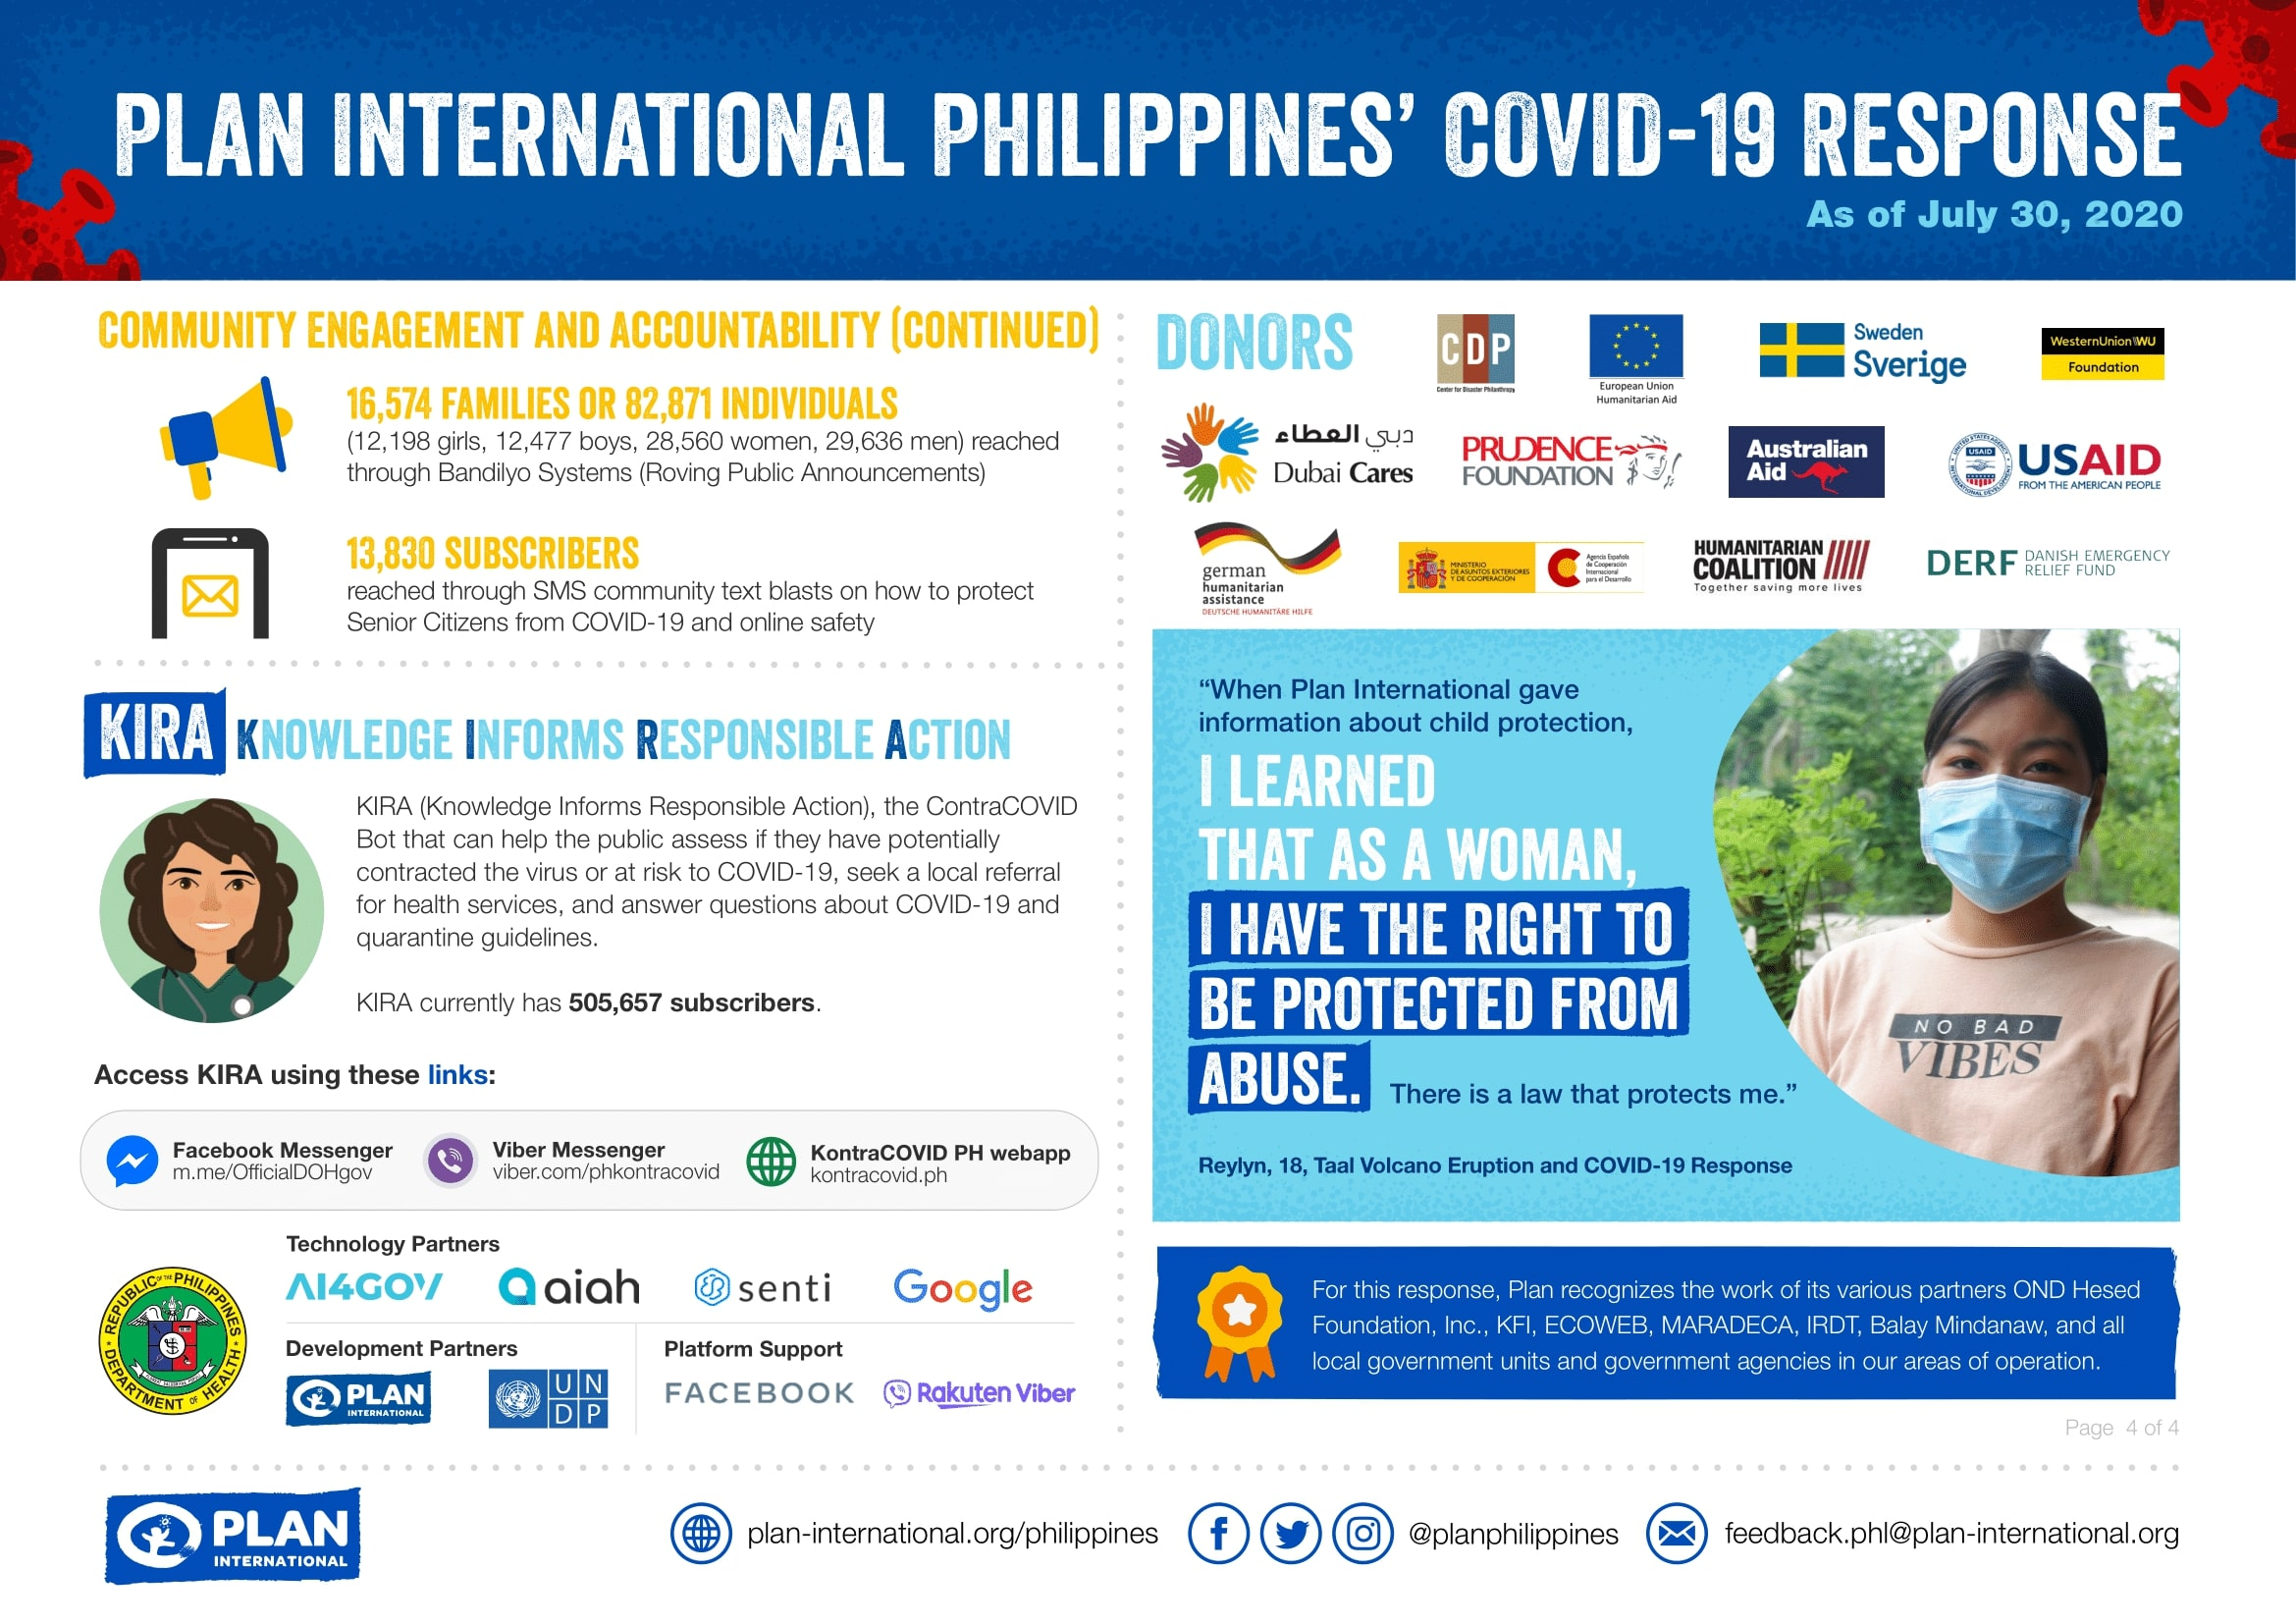 PLAN INTERNATIONAL PHILIPPINES' COVID-19 RESPONSE
As of July 30, 2020
COMMUNITY ENGAGEMENT AND ACCOUNTABILITY (CONTINUED)
16,574 FAMILIES OR 82,871 INDIVIDUALS
(12,198 girls, 12,477 boys, 28,560 women, 29,636 men) reached
through Bandilyo Systems (Roving Public Announcements)
13,830 SUBSCRIBERS
reached through SMS community text blasts on how to protect
Senior Citizens from COVID-19 and online safety
KIRA KNOWLEDGE INFORMS RESPONSIBLE ACTION
KIRA (Knowledge Informs Responsible Action), the ContraCOVID
Bot that can help the public assess if they have potentially
contracted the virus or at risk to COVID-19, seek a local referral
for health services, and answer questions about COVID-19 and
quarantine guidelines.
KIRA currently has 505,657 subscribers.
Access KIRA using these links:
Facebook Messenger
m.me/OfficialDOHgov
Viber Messenger
viber.com/phkontracovid
KontraCOVID PH webapp
kontracovid.ph
REPUBLIC OF THE PHILIPPINES
DEPARTMENT OF HEALTH
Technology Partners
AI4GOV
aiah
senti
Google
Development Partners
PLAN
INTERNATIONAL
UN
DP
Platform Support
FACEBOOK
Rakuten Viber
DONORS
CDP
Center for Disaster Philanthropy
European Union
Humanitarian Aid
Sweden
Sverige
WesternUnion WU
Foundation
دبي العطاء
Dubai Cares
PRUDENCE
FOUNDATION
Australian
Aid
USAID
USAID
FROM THE AMERICAN PEOPLE
german
humanitarian
assistance
DEUTSCHE HUMANITÄRE HILFE
MINISTERIO
DE ASUNTOS EXTERIORES
Y DE COOPERACIÓN
Agencia Española
de Cooperación
Internacional
para el Desarrollo
HUMANITARIAN
COALITION
Together saving more lives
DERF DANISH EMERGENCY
RELIEF FUND
“When Plan International gave
information about child protection,
I LEARNED
THAT AS A WOMAN,
I HAVE THE RIGHT TO
BE PROTECTED FROM
ABUSE. There is a law that protects me.”
Reylyn, 18, Taal Volcano Eruption and COVID-19 Response
NO BAD
VIBES
For this response, Plan recognizes the work of its various partners OND Hesed
Foundation, Inc., KFI, ECOWEB, MARADECA, IRDT, Balay Mindanaw, and all
local government units and government agencies in our areas of operation.
Page 4 of 4
PLAN
INTERNATIONAL
plan-international.org/philippines
@planphilippines
feedback.phl@plan-international.org